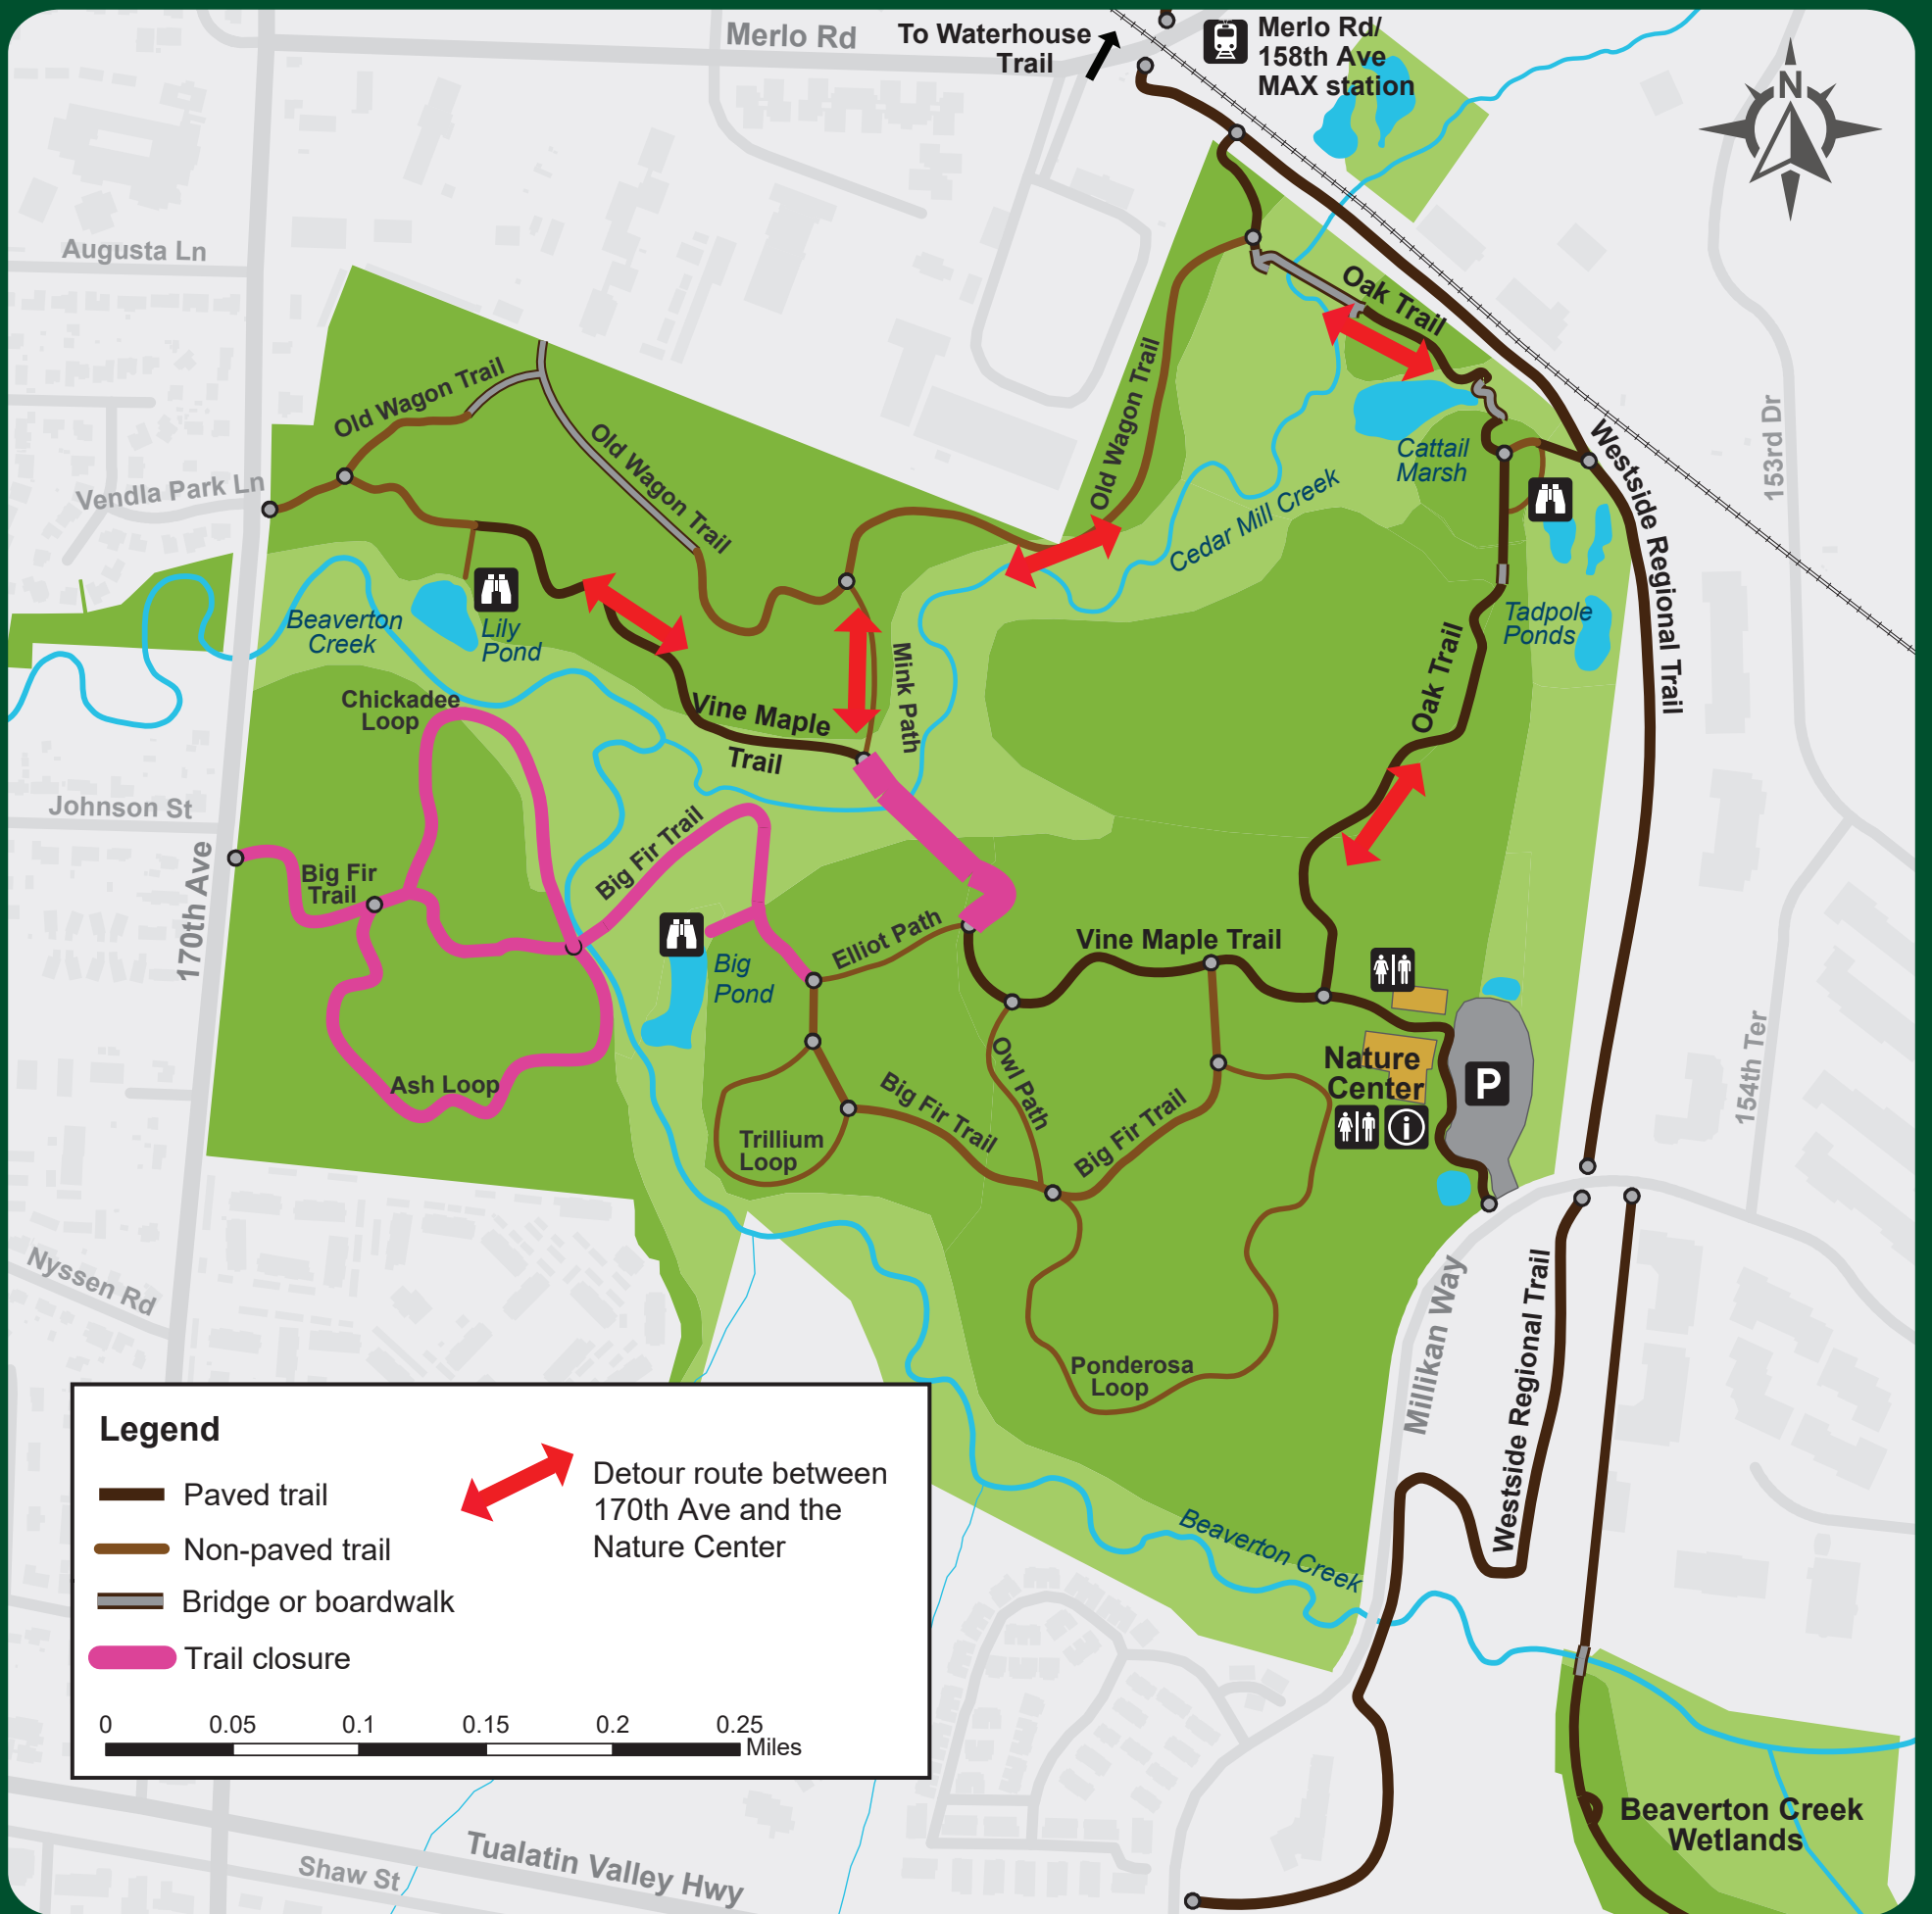 Merlo Rd
To Waterhouse
Trail
Merlo Rd/
158th Ave
MAX station
N
Augusta Ln
Oak Trail
Old Wagon Trail
Old Wagon Trail
Old Wagon Trail
Vendla Park Ln
Cattail
Marsh
Westside Regional Trail
153rd Dr
Cedar Mill Creek
Beaverton
Creek
Lily
Pond
Tadpole
Ponds
Oak Trail
Mink Path
Chickadee
Loop
Vine Maple
Trail
Johnson St
170th Ave
Big Fir
Trail
Big Fir Trail
Elliot Path
Big
Pond
Vine Maple Trail
Owl Path
Nature
Center
P
i
154th Ter
Ash Loop
Big Fir Trail
Big Fir Trail
Trillium
Loop
Nyssen Rd
Ponderosa
Loop
Millikan Way
Westside Regional Trail
Beaverton Creek
Legend
Paved trail
Non-paved trail
Bridge or boardwalk
Trail closure
Detour route between
170th Ave and the
Nature Center
0 0.05 0.1 0.15 0.2 0.25
Miles
Beaverton Creek
Wetlands
Tualatin Valley Hwy
Shaw St